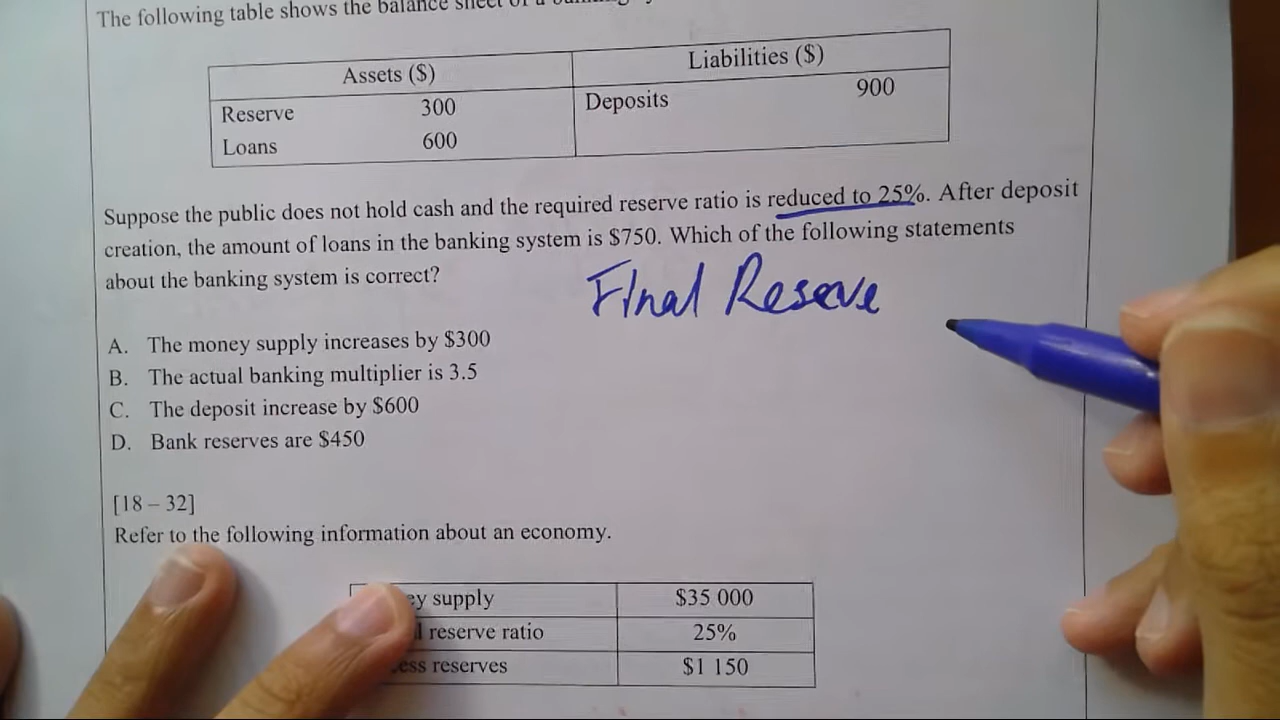 The following table shows the balance sheet of a
Assets ($) Liabilities ($)
Reserve 300 Deposits 900
Loans 600
Suppose the public does not hold cash and the required reserve ratio is reduced to 25%. After deposit
creation, the amount of loans in the banking system is $750. Which of the following statements
about the banking system is correct?
FInal Reserve
A. The money supply increases by $300
B. The actual banking multiplier is 3.5
C. The deposit increase by $600
D. Bank reserves are $450
[18 – 32]
Refer to the following information about an economy.
supply $35 000
reserve ratio 25%
reserves $1 150